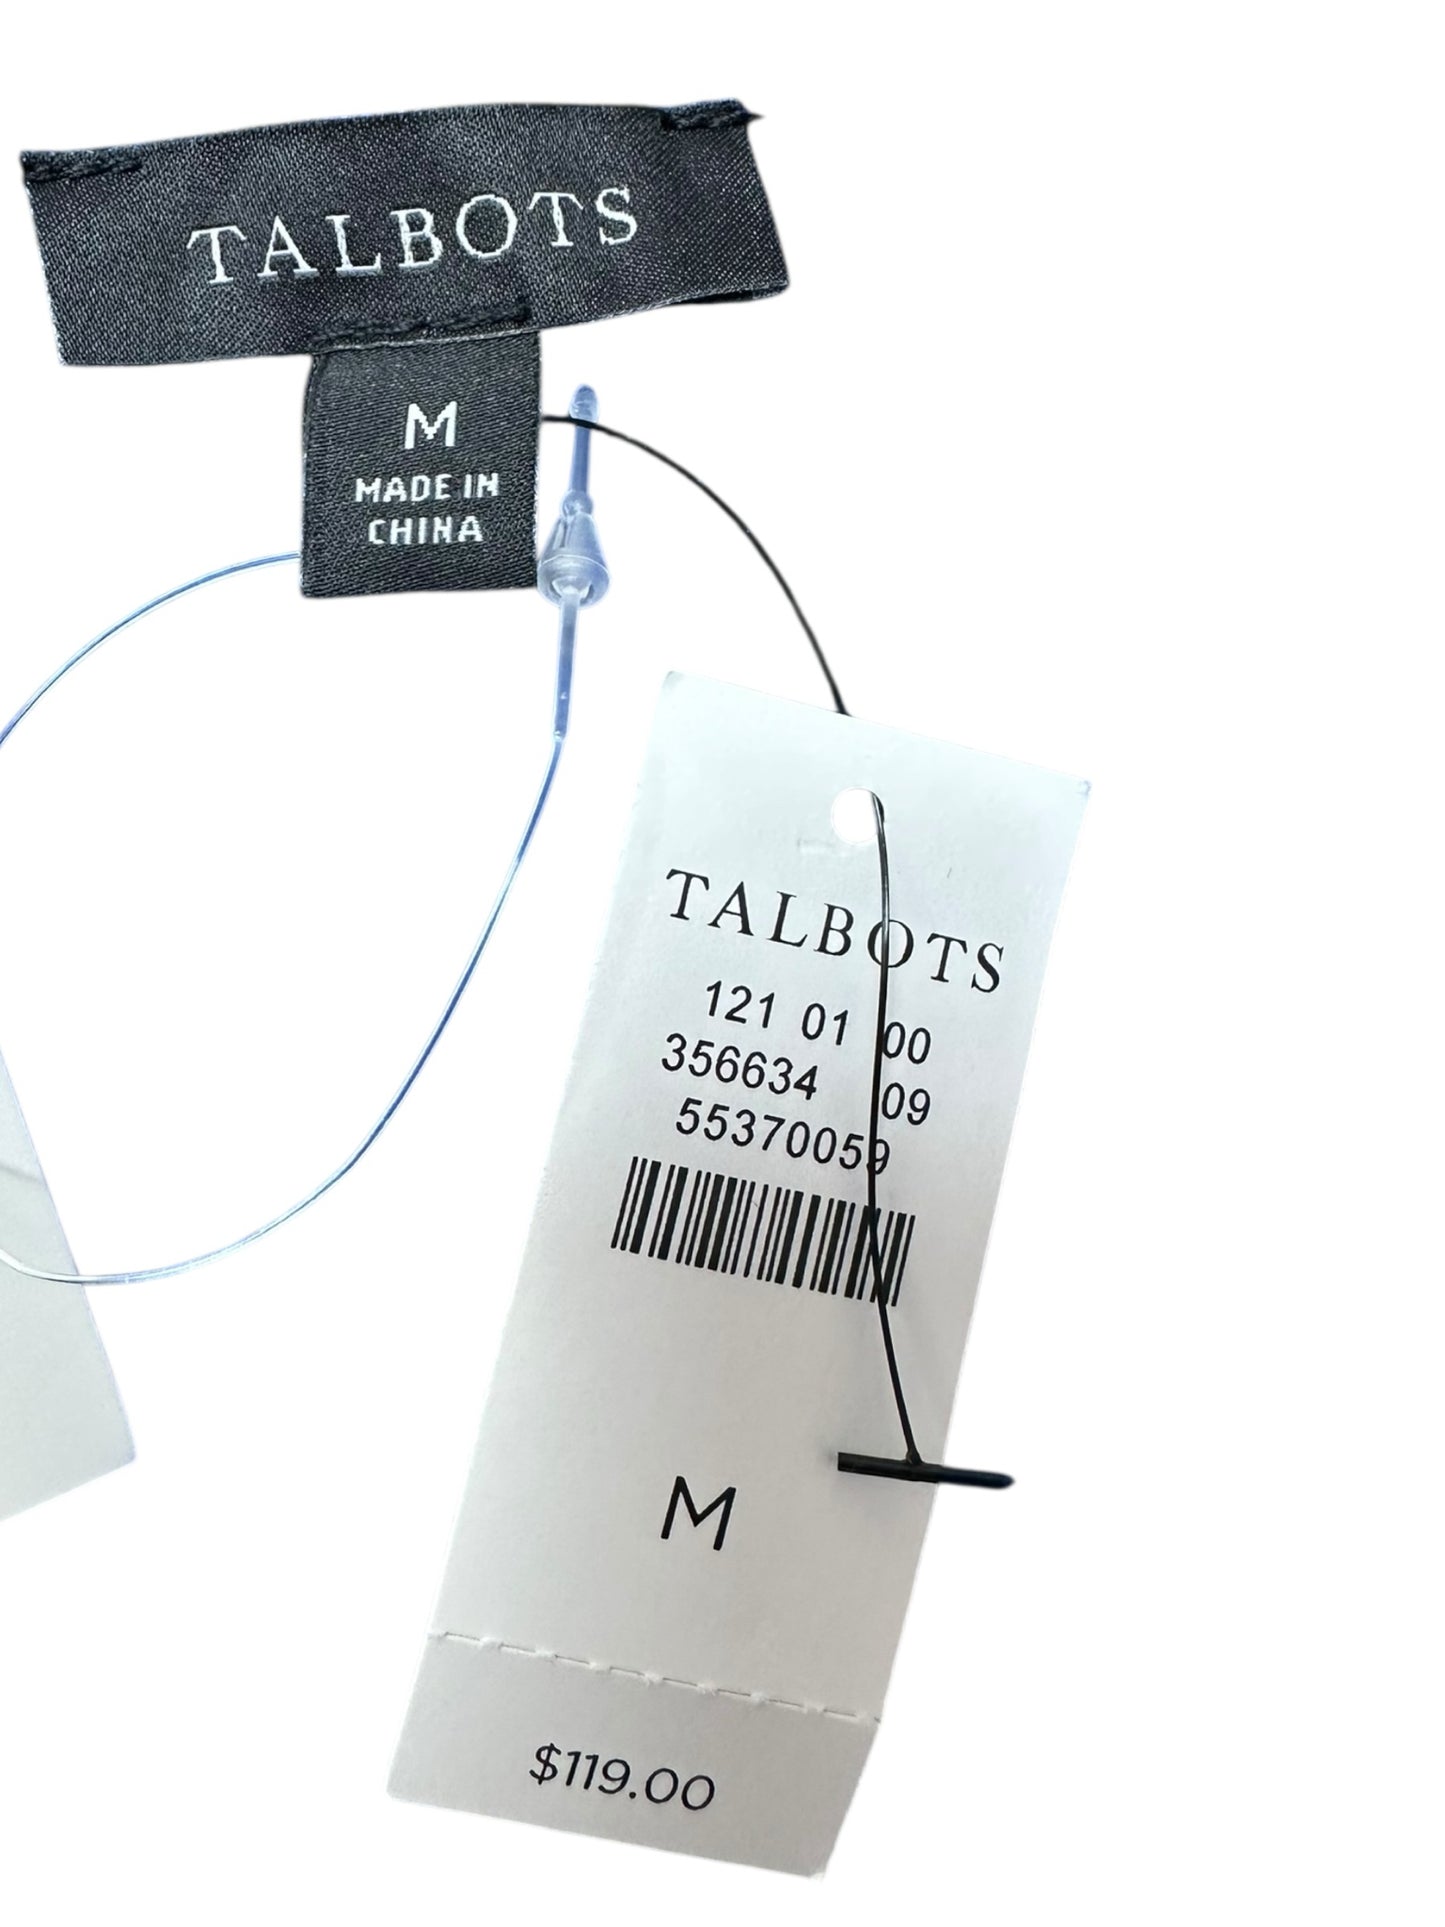 TALBOTS
M
MADE IN
CHINA
TALBOTS
121 01 00
356634 09
55370059
M
$119.00